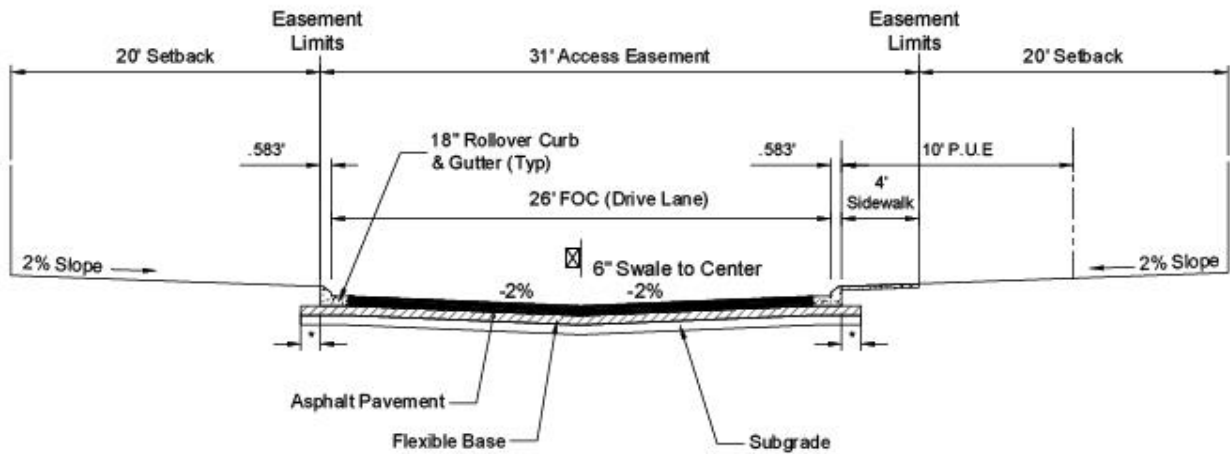 Easement
Limits
Easement
Limits
20' Setback
31' Access Easement
20' Setback
.583'
18" Rollover Curb
& Gutter (Typ)
.583'
10' P.U.E
4'
Sidewalk
26' FOC (Drive Lane)
2% Slope
6" Swale to Center
2% Slope
-2%
-2%
*
*
Asphalt Pavement
Flexible Base
Subgrade